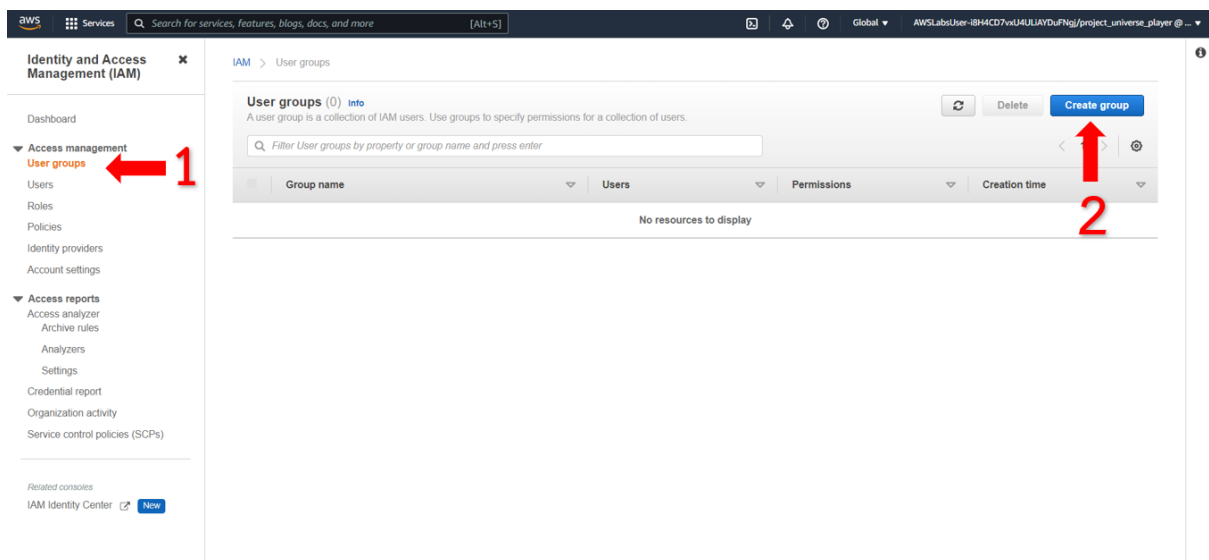 aws Services Search for services, features, blogs, docs, and more [Alt+S] Global AWSLabsUser-i8H4CD7vxU4ULiAYDuFNgj/project_universe_player @ ...
Identity and Access
Management (IAM)
Dashboard
Access management
User groups
Users
Roles
Policies
Identity providers
Account settings
Access reports
Access analyzer
Archive rules
Analyzers
Settings
Credential report
Organization activity
Service control policies (SCPs)
Related consoles
IAM Identity Center New
1
IAM > User groups
User groups (0) Info
A user group is a collection of IAM users. Use groups to specify permissions for a collection of users.
Delete Create group
Filter User groups by property or group name and press enter
Group name Users Permissions Creation time
No resources to display
2